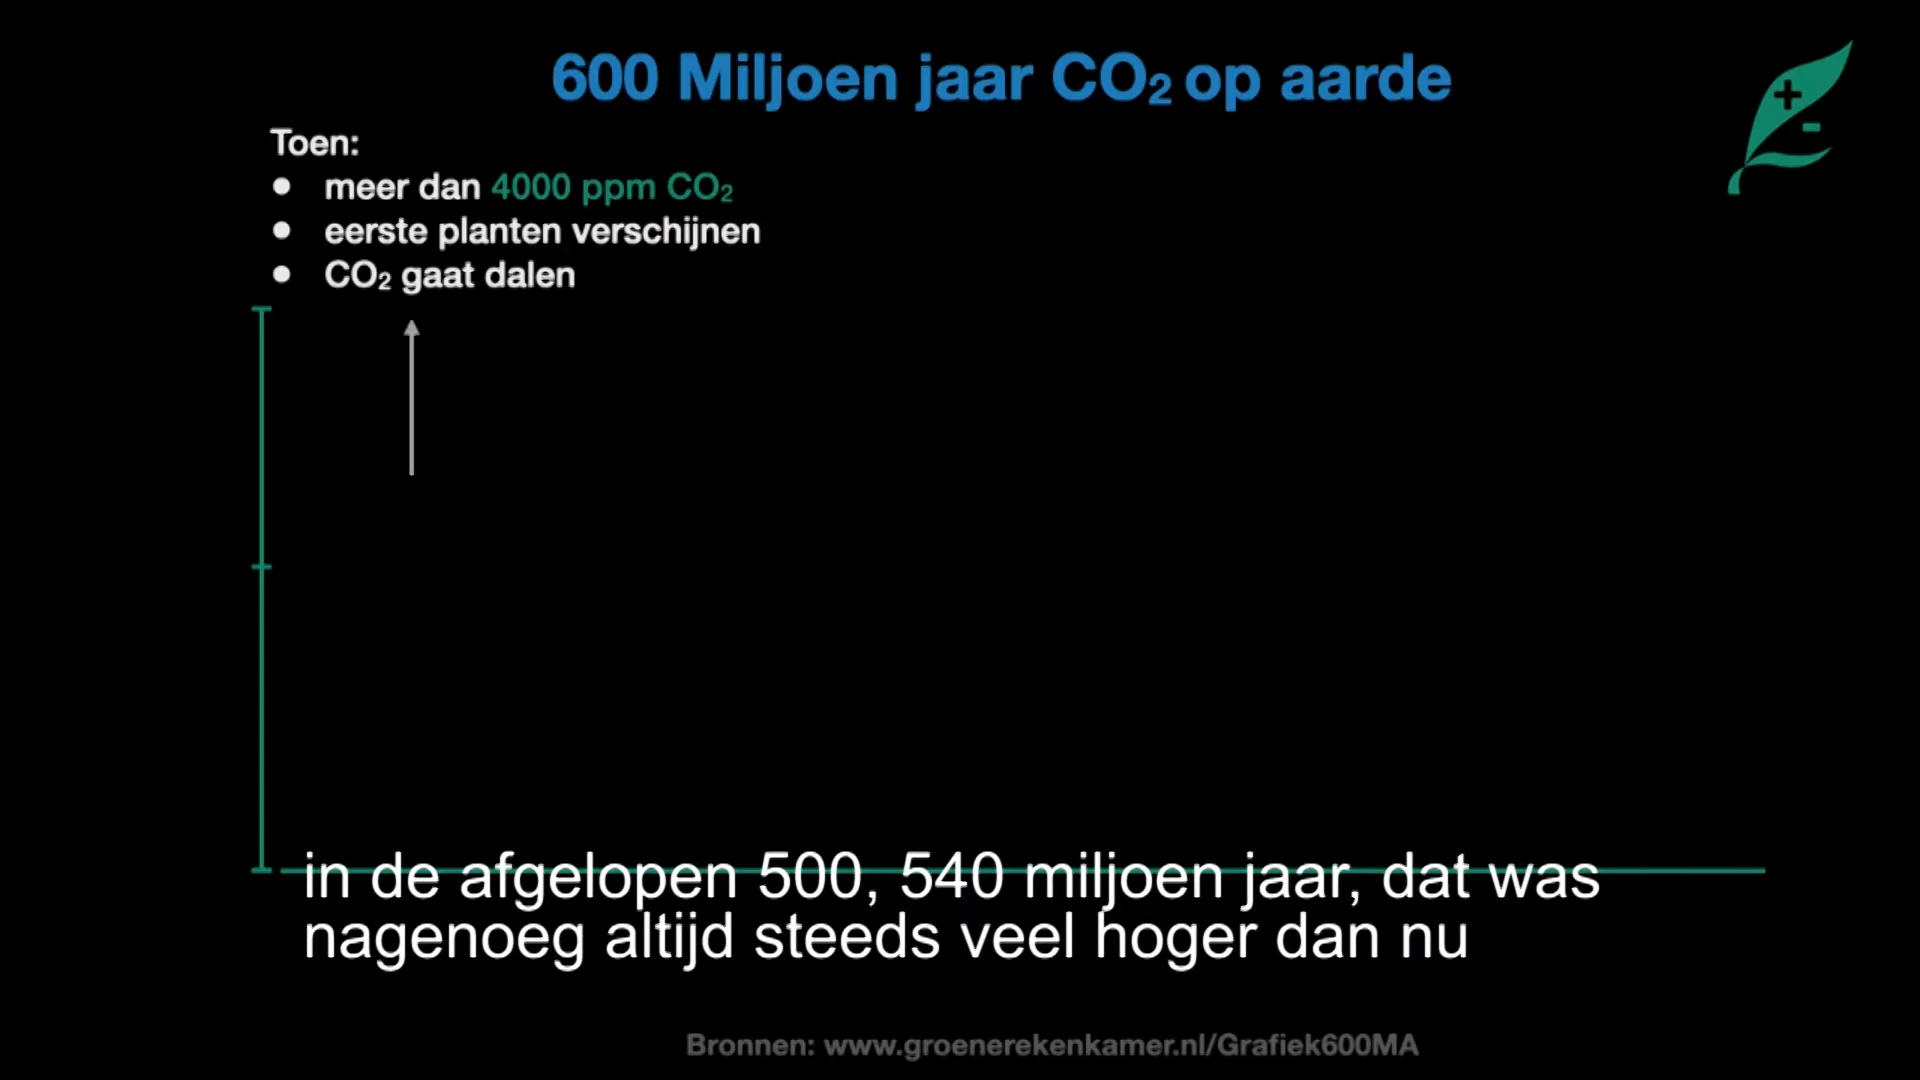 600 Miljoen jaar CO₂ op aarde
Toen:
● meer dan 4000 ppm CO₂
● eerste planten verschijnen
● CO₂ gaat dalen
in de afgelopen 500, 540 miljoen jaar, dat was
nagenoeg altijd steeds veel hoger dan nu
Bronnen: www.groenerekenkamer.nl/Grafiek600MA